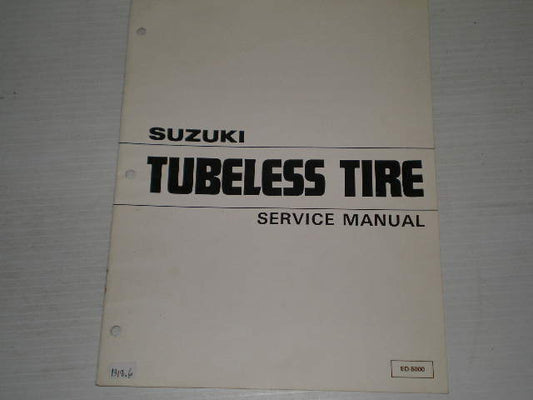 SUZUKI
TUBELESS TIRE
SERVICE MANUAL